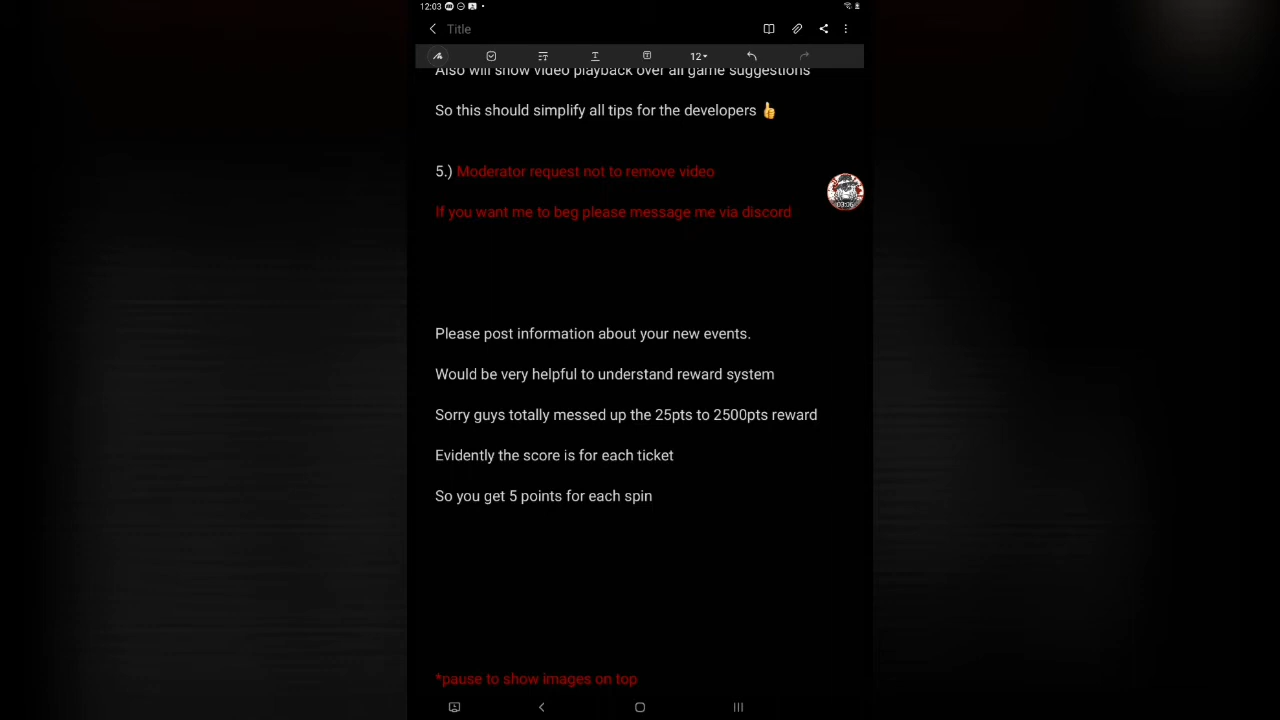 12:03
Title
12
Also will show video playback over all game suggestions
So this should simplify all tips for the developers 👍
5.) Moderator request not to remove video
03:06
If you want me to beg please message me via discord
Please post information about your new events.
Would be very helpful to understand reward system
Sorry guys totally messed up the 25pts to 2500pts reward
Evidently the score is for each ticket
So you get 5 points for each spin
*pause to show images on top